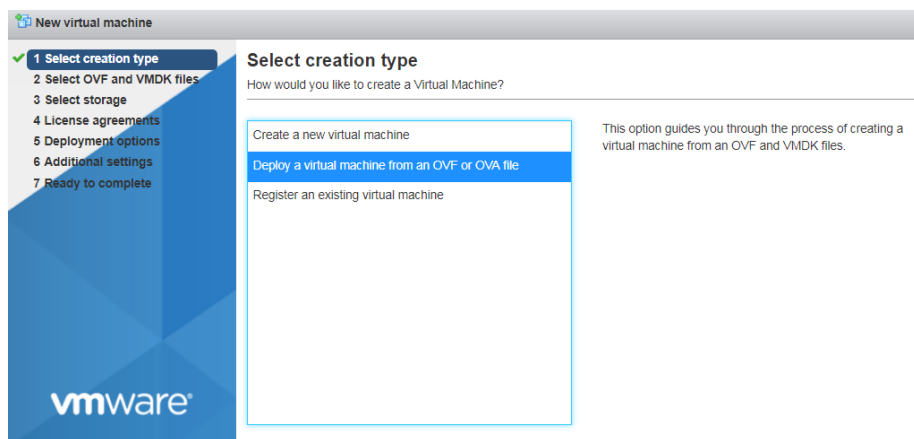 New virtual machine
1 Select creation type
2 Select OVF and VMDK files
3 Select storage
4 License agreements
5 Deployment options
6 Additional settings
7 Ready to complete
vmware®
Select creation type
How would you like to create a Virtual Machine?
Create a new virtual machine
Deploy a virtual machine from an OVF or OVA file
Register an existing virtual machine
This option guides you through the process of creating a
virtual machine from an OVF and VMDK files.